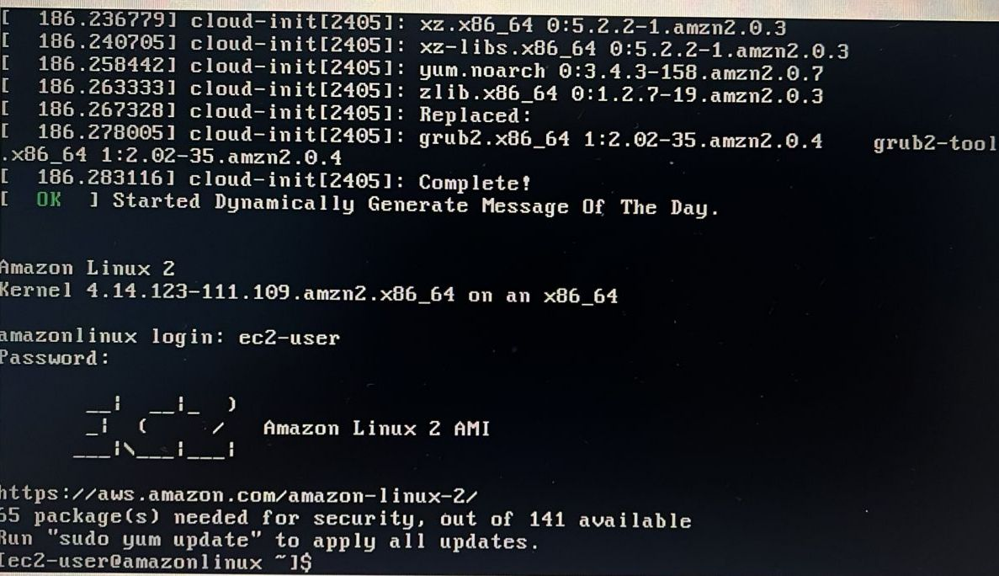 [  186.236779] cloud-init[2405]: xz.x86_64 0:5.2.2-1.amzn2.0.3
[  186.240705] cloud-init[2405]: xz-libs.x86_64 0:5.2.2-1.amzn2.0.3
[  186.258442] cloud-init[2405]: yum.noarch 0:3.4.3-158.amzn2.0.7
[  186.263333] cloud-init[2405]: zlib.x86_64 0:1.2.7-19.amzn2.0.3
[  186.267328] cloud-init[2405]: Replaced:
[  186.278005] cloud-init[2405]: grub2.x86_64 1:2.02-35.amzn2.0.4    grub2-tool
.x86_64 1:2.02-35.amzn2.0.4
[  186.283116] cloud-init[2405]: Complete!
[  OK  ] Started Dynamically Generate Message Of The Day.
Amazon Linux 2
Kernel 4.14.123-111.109.amzn2.x86_64 on an x86_64
amazonlinux login: ec2-user
Password:
       __|  __|_  )
       _|  (     /   Amazon Linux 2 AMI
      ___|\___|___|
https://aws.amazon.com/amazon-linux-2/
65 package(s) needed for security, out of 141 available
Run "sudo yum update" to apply all updates.
[ec2-user@amazonlinux ~]$